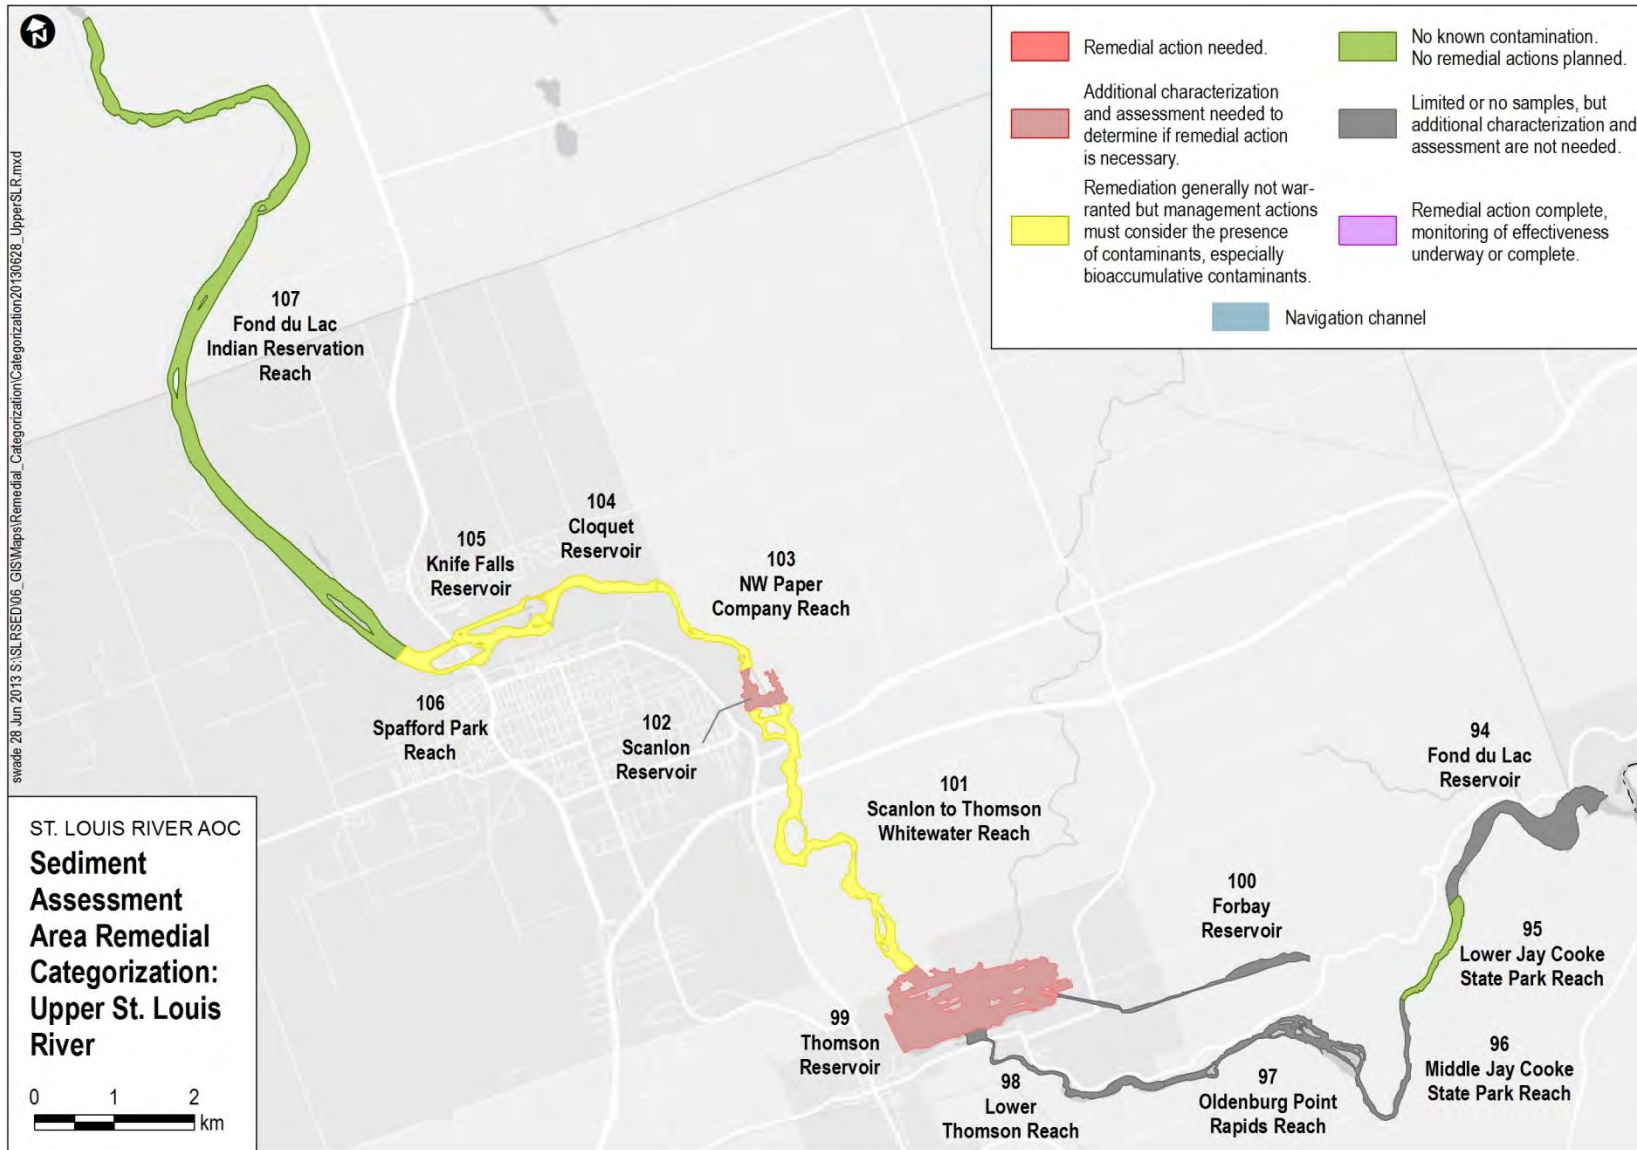 N
Remedial action needed.
Additional characterization
and assessment needed to
determine if remedial action
is necessary.
Remediation generally not war-
ranted but management actions
must consider the presence
of contaminants, especially
bioaccumulative contaminants.
No known contamination.
No remedial actions planned.
Limited or no samples, but
additional characterization and
assessment are not needed.
Remedial action complete,
monitoring of effectiveness
underway or complete.
Navigation channel
swade 28 Jun 2013 S:\SLRSED\06_GIS\Maps\Remedial_Categorization\Categorization20130628_UpperSLR.mxd
107
Fond du Lac
Indian Reservation
Reach
104
Cloquet
Reservoir
105
Knife Falls
Reservoir
103
NW Paper
Company Reach
106
Spafford Park
Reach
102
Scanlon
Reservoir
94
Fond du Lac
Reservoir
101
Scanlon to Thomson
Whitewater Reach
100
Forbay
Reservoir
95
Lower Jay Cooke
State Park Reach
99
Thomson
Reservoir
98
Lower
Thomson Reach
97
Oldenburg Point
Rapids Reach
96
Middle Jay Cooke
State Park Reach
ST. LOUIS RIVER AOC
Sediment
Assessment
Area Remedial
Categorization:
Upper St. Louis
River
0 1 2
km